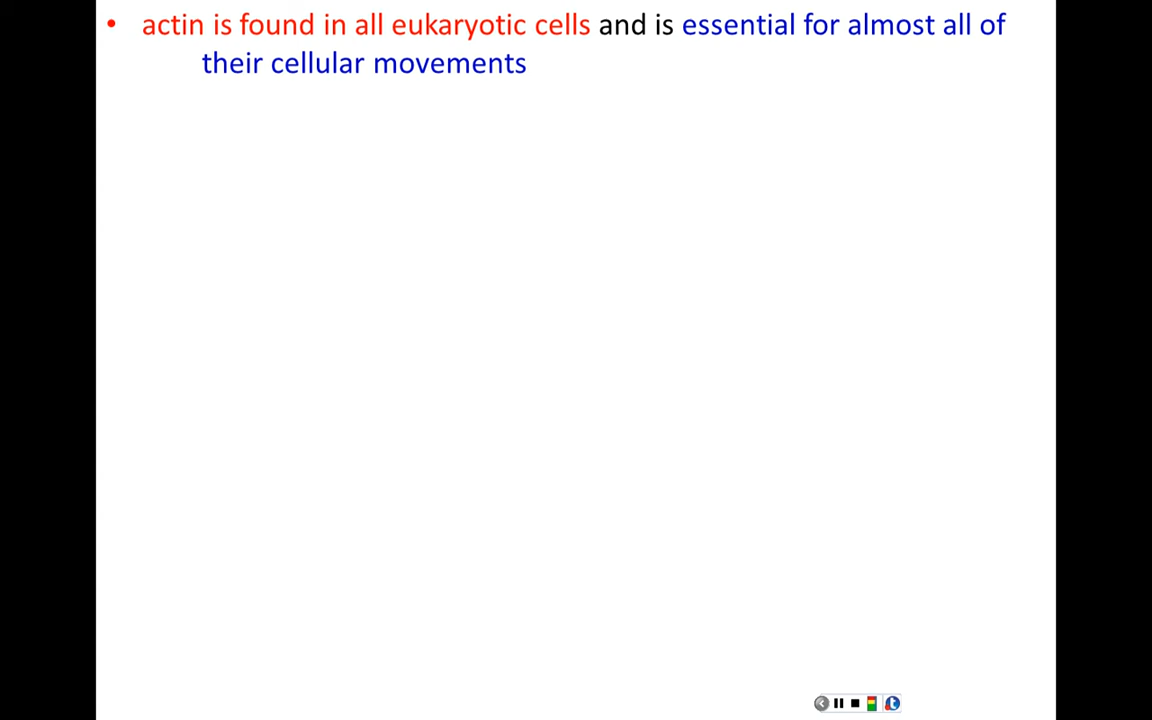 • actin is found in all eukaryotic cells and is essential for almost all of
their cellular movements